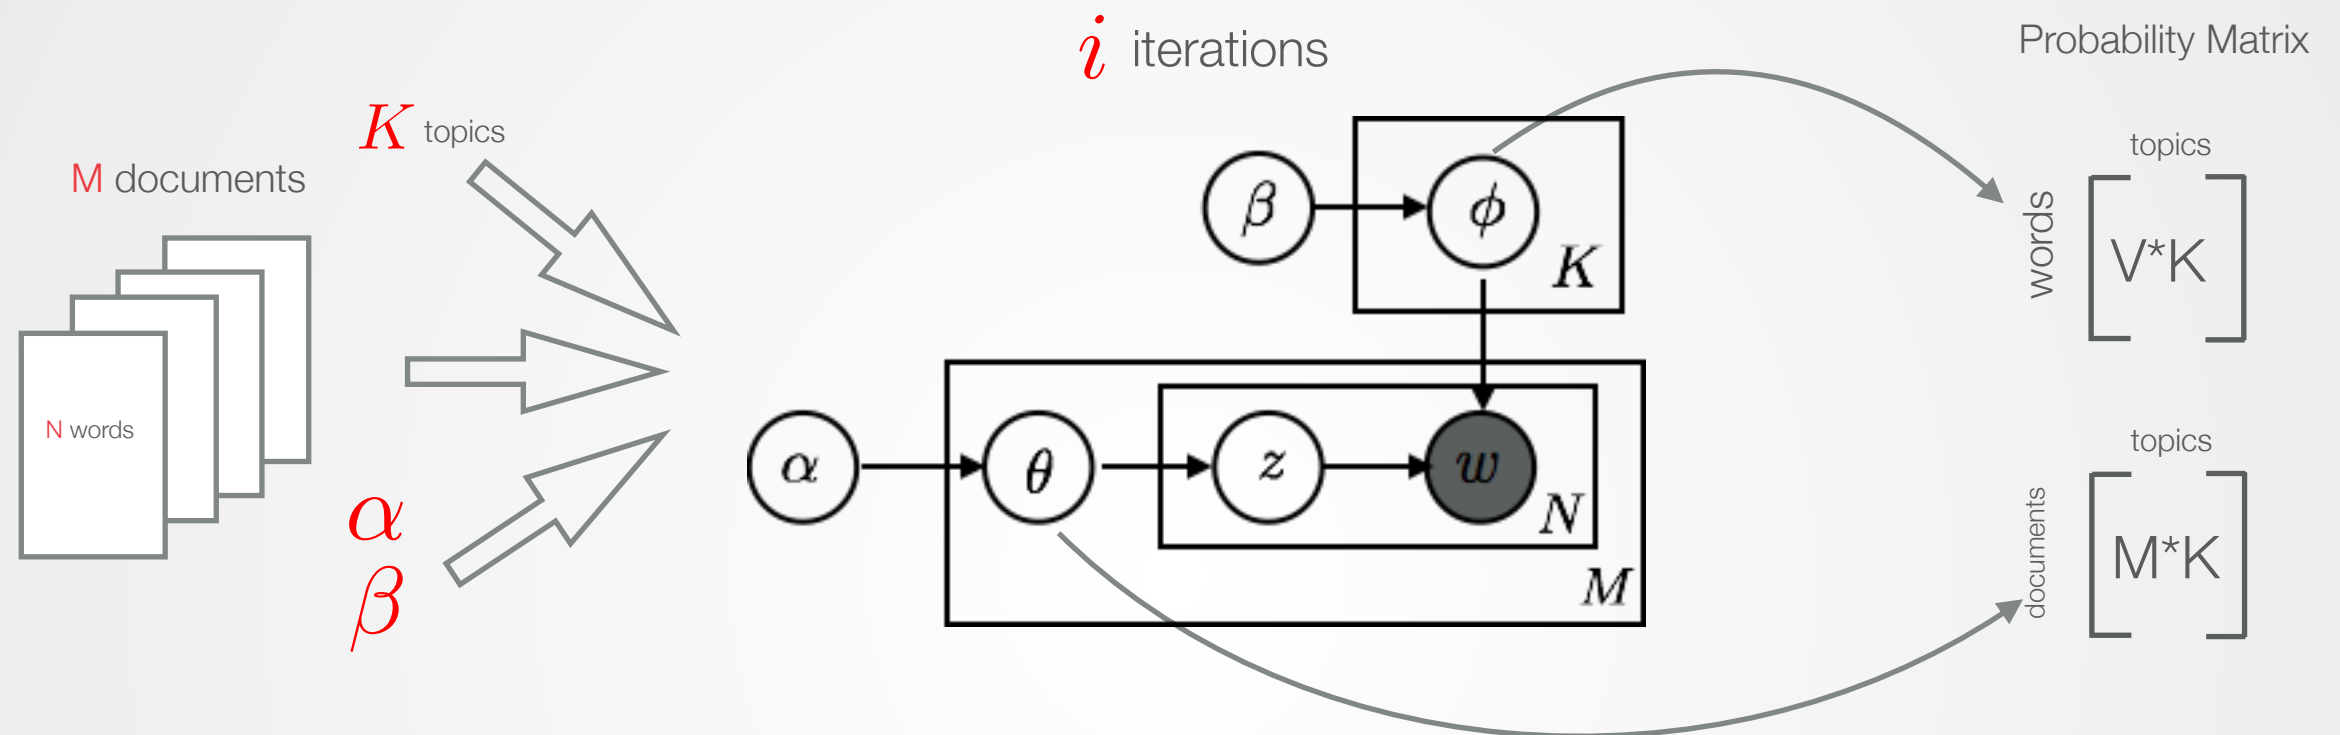 i iterations
Probability Matrix
K topics
M documents
N words
α
β
β
ϕ
K
α
θ
z
w
N
M
topics
words
V*K
topics
documents
M*K